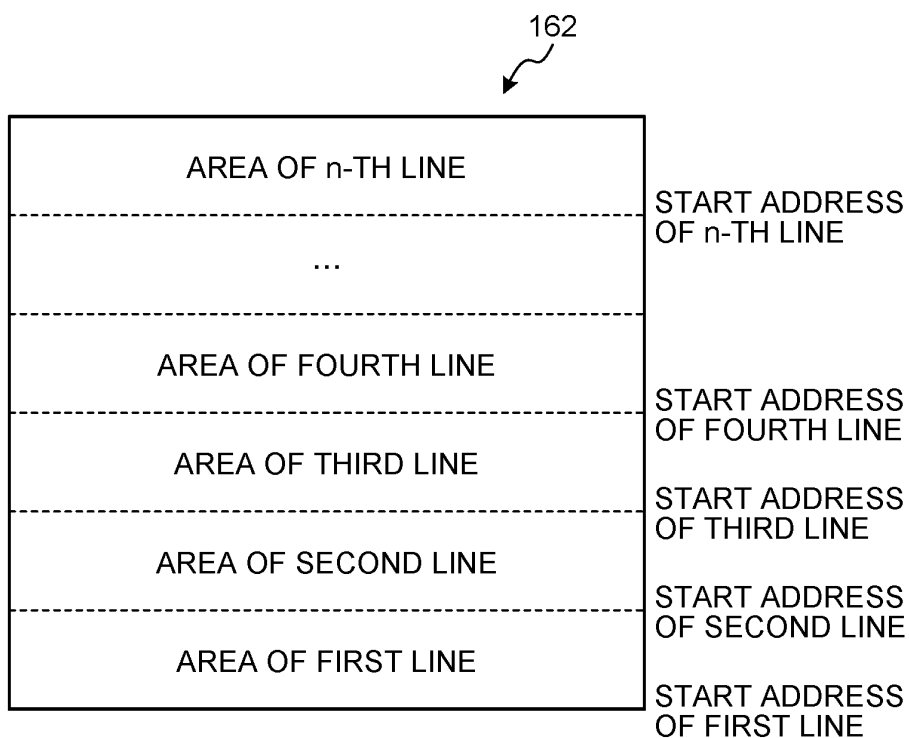 162
AREA OF n-TH LINE
START ADDRESS
OF n-TH LINE
...
AREA OF FOURTH LINE
START ADDRESS
OF FOURTH LINE
AREA OF THIRD LINE
START ADDRESS
OF THIRD LINE
AREA OF SECOND LINE
START ADDRESS
OF SECOND LINE
AREA OF FIRST LINE
START ADDRESS
OF FIRST LINE